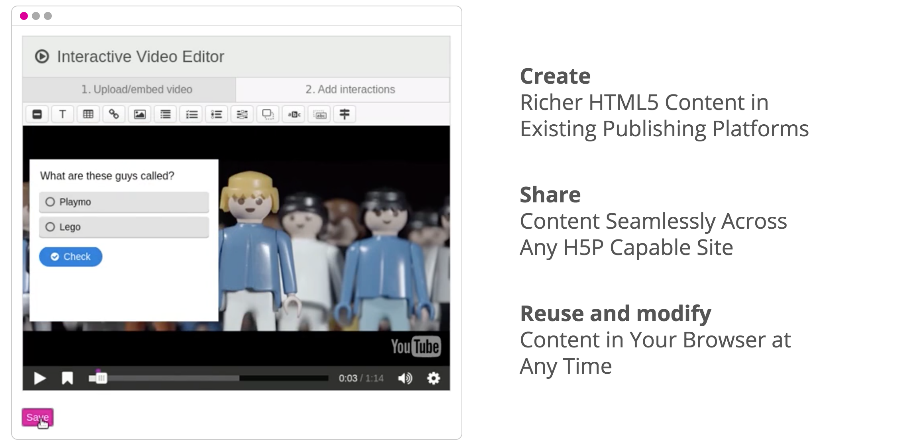 Interactive Video Editor
1. Upload/embed video
2. Add interactions
T
What are these guys called?
Playmo
Lego
Check
YouTube
0:03 / 1:14
Save
Create
Richer HTML5 Content in
Existing Publishing Platforms
Share
Content Seamlessly Across
Any H5P Capable Site
Reuse and modify
Content in Your Browser at
Any Time